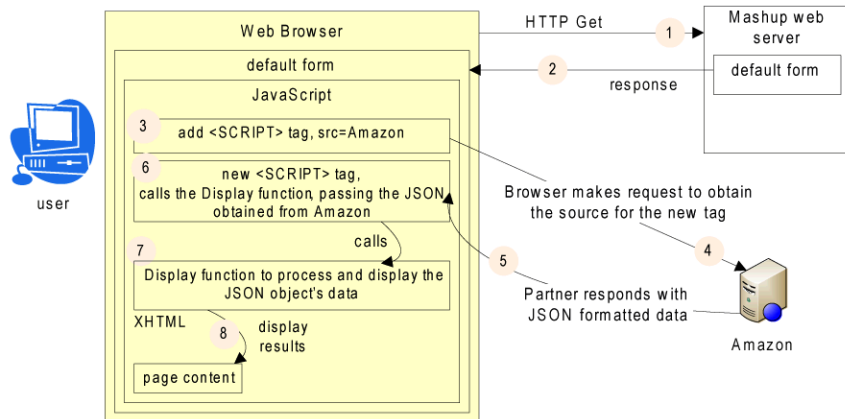 Web Browser
HTTP Get
1
Mashup web
server
default form
2
response
default form
JavaScript
3
add <SCRIPT> tag, src=Amazon
6
new <SCRIPT> tag,
calls the Display function, passing the JSON
obtained from Amazon
user
Browser makes request to obtain
the source for the new tag
calls
7
5
4
Display function to process and display the
JSON object's data
Partner responds with
JSON formatted data
XHTML
8
display
results
Amazon
page content